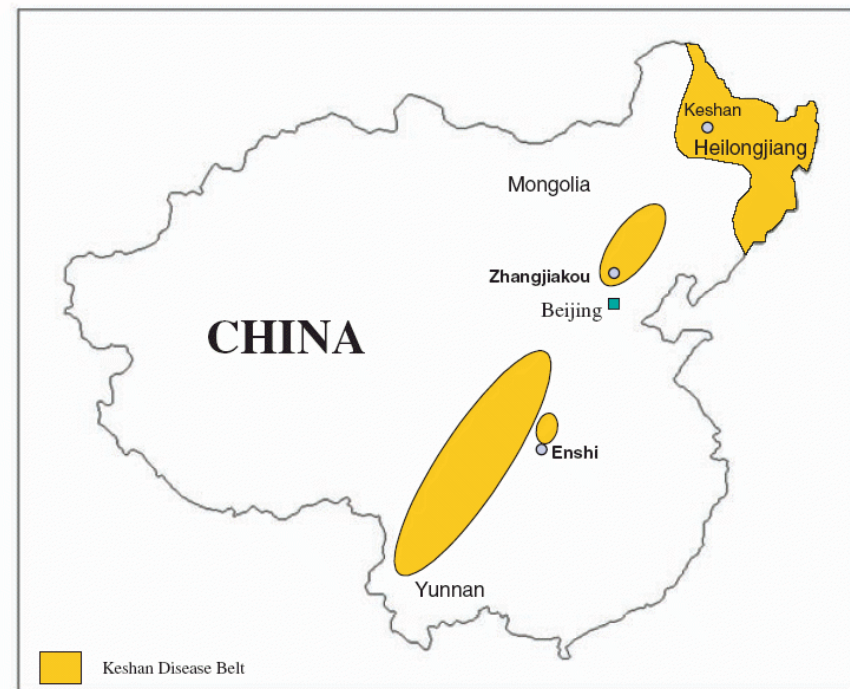 Keshan
Heilongjiang
Mongolia
Zhangjiakou
Beijing
CHINA
Enshi
Yunnan
Keshan Disease Belt